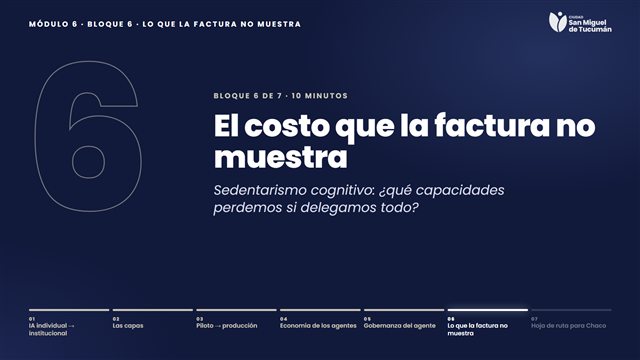 MÓDULO 6 · BLOQUE 6 · LO QUE LA FACTURA NO MUESTRA
CIUDAD
San Miguel
de Tucumán
6
BLOQUE 6 DE 7 · 10 MINUTOS
El costo que la factura no
muestra
Sedentarismo cognitivo: ¿qué capacidades
perdemos si delegamos todo?
01
IA individual →
institucional
02
Las capas
03
Piloto → producción
04
Economía de los agentes
05
Gobernanza del agente
06
Lo que la factura no
muestra
07
Hoja de ruta para Chaco